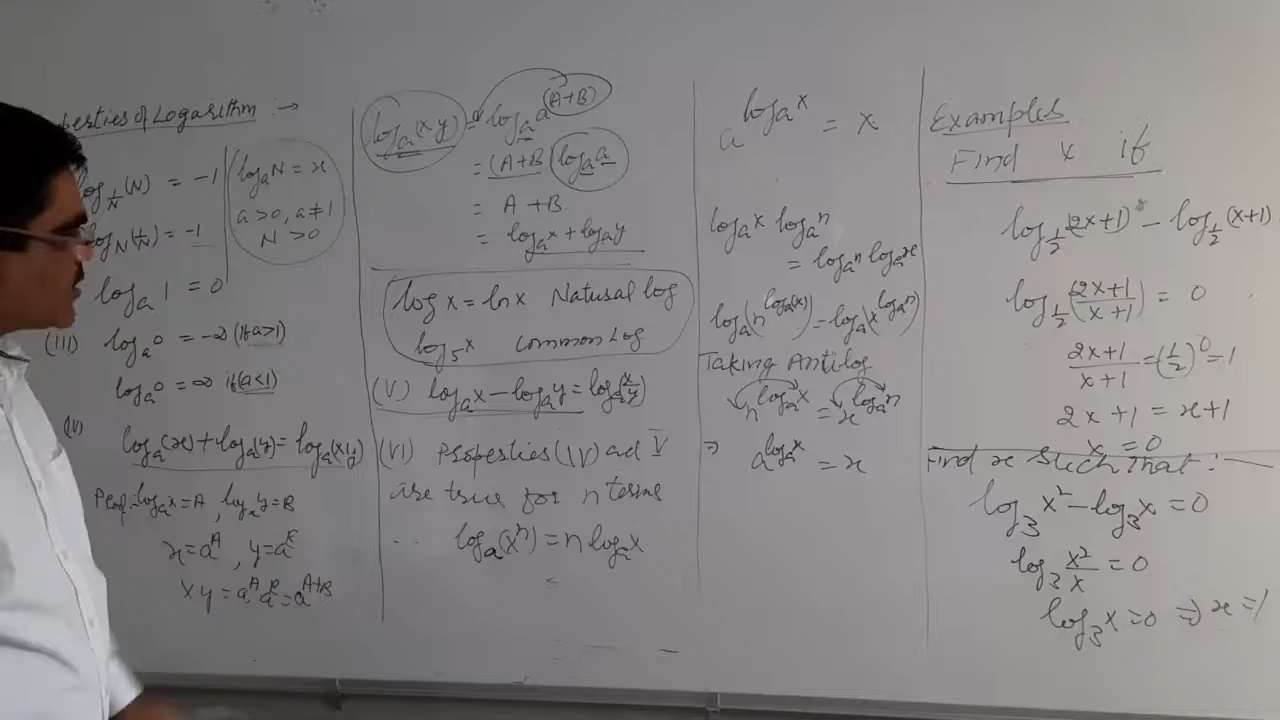 perties of Logarithm :→
log_{1/N}(N) = -1
log_N(1/N) = -1
log_a 1 = 0
log_a N = x
a>0, a≠1
N>0
(III) log_a 0 = -∞ (if a>1)
log_a 0 = ∞ if (a<1)
(IV) log_a(x)+log_a(y)=log_a(xy)
Proof:- log_a x=A, log_a y=B
x=a^A, y=a^B
xy=a^A a^B=a^{A+B}
log_a(xy) = log_a a^{(A+B)}
= (A+B) log_a a
= A+B
= log_a x+log_a y
log x = ln x Natural log
log_5 x common Log
(V) log_a x-log_a y=log_a(x/y)
(VI) Properties (IV) ad V
are true for n terms
log_a(x^n)=n log_a x
a^{log_a x} = x
log_a x log_a n
= log_a n log_a x
log_a(n^{log_a(x)})=log_a(x^{log_a n})
Taking Antilog
n^{log_a x} = x^{log_a n}
⇒ a^{log_a x} = x
Examples
Find x if
log_{1/2}(2x+1) - log_{1/2}(x+1)
log_{1/2}(2x+1/x+1) = 0
2x+1/x+1=(1/2)^0=1
2x+1=x+1
x=0
Find x such That:—
log_3 x^2-log_3 x=0
log_3 x^2/x=0
log_3 x=0 ⇒ x=1